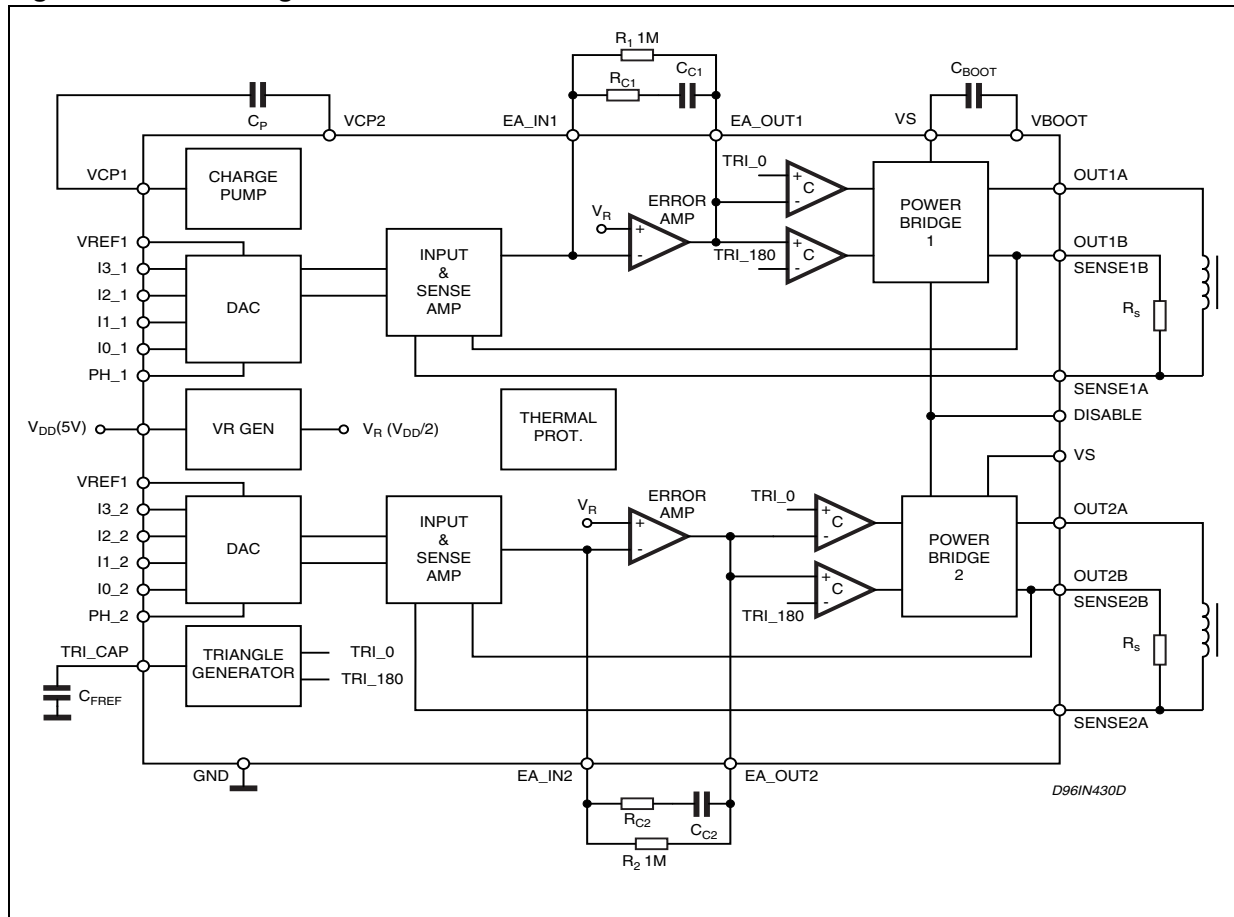 R1 1M
RC1
CC1
CBOOT
CP
VCP2
EA_IN1
EA_OUT1
VS
VBOOT
VCP1
CHARGE
PUMP
TRI_0
+
C
-
POWER
BRIDGE
1
OUT1A
VREF1
I3_1
I2_1
I1_1
I0_1
PH_1
DAC
INPUT
&
SENSE
AMP
VR
ERROR
AMP
+
-
TRI_180
+
C
-
OUT1B
SENSE1B
Rs
SENSE1A
DISABLE
VDD(5V)
VR GEN
VR (VDD/2)
THERMAL
PROT.
VS
VREF1
I3_2
I2_2
I1_2
I0_2
PH_2
DAC
INPUT
&
SENSE
AMP
VR
ERROR
AMP
+
-
TRI_0
+
C
-
TRI_180
+
C
-
POWER
BRIDGE
2
OUT2A
OUT2B
SENSE2B
Rs
SENSE2A
TRI_CAP
CFREF
TRIANGLE
GENERATOR
TRI_0
TRI_180
GND
EA_IN2
EA_OUT2
RC2
CC2
R2 1M
D96IN430D